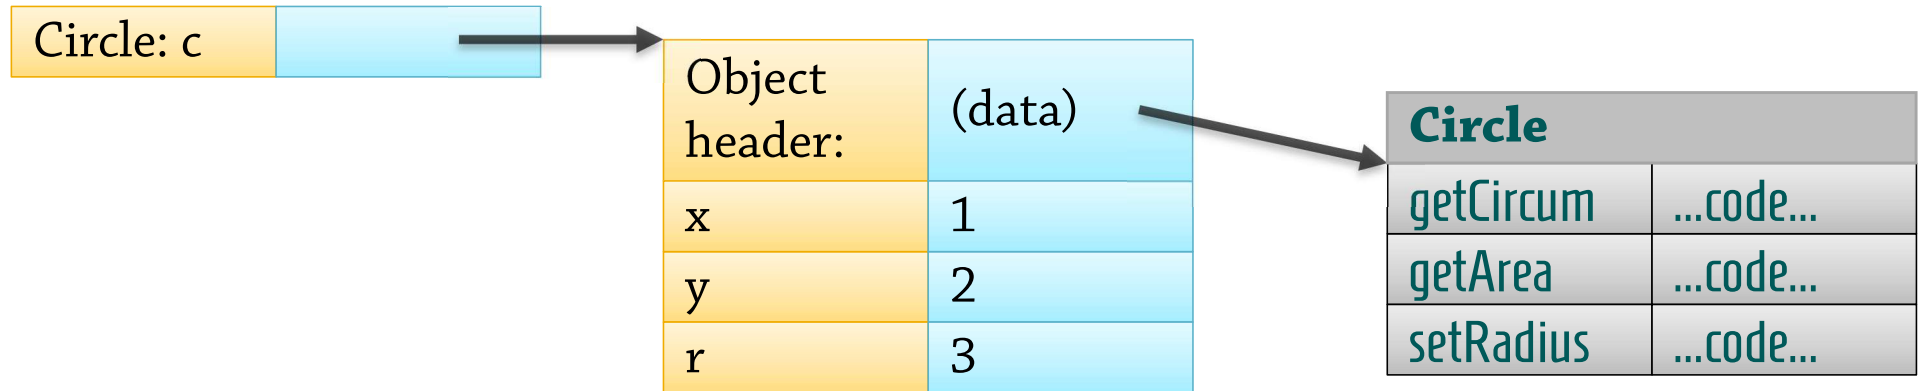 Circle: c
Object
header:
(data)
x 1
y 2
r 3
Circle
getCircum ...code...
getArea ...code...
setRadius ...code...